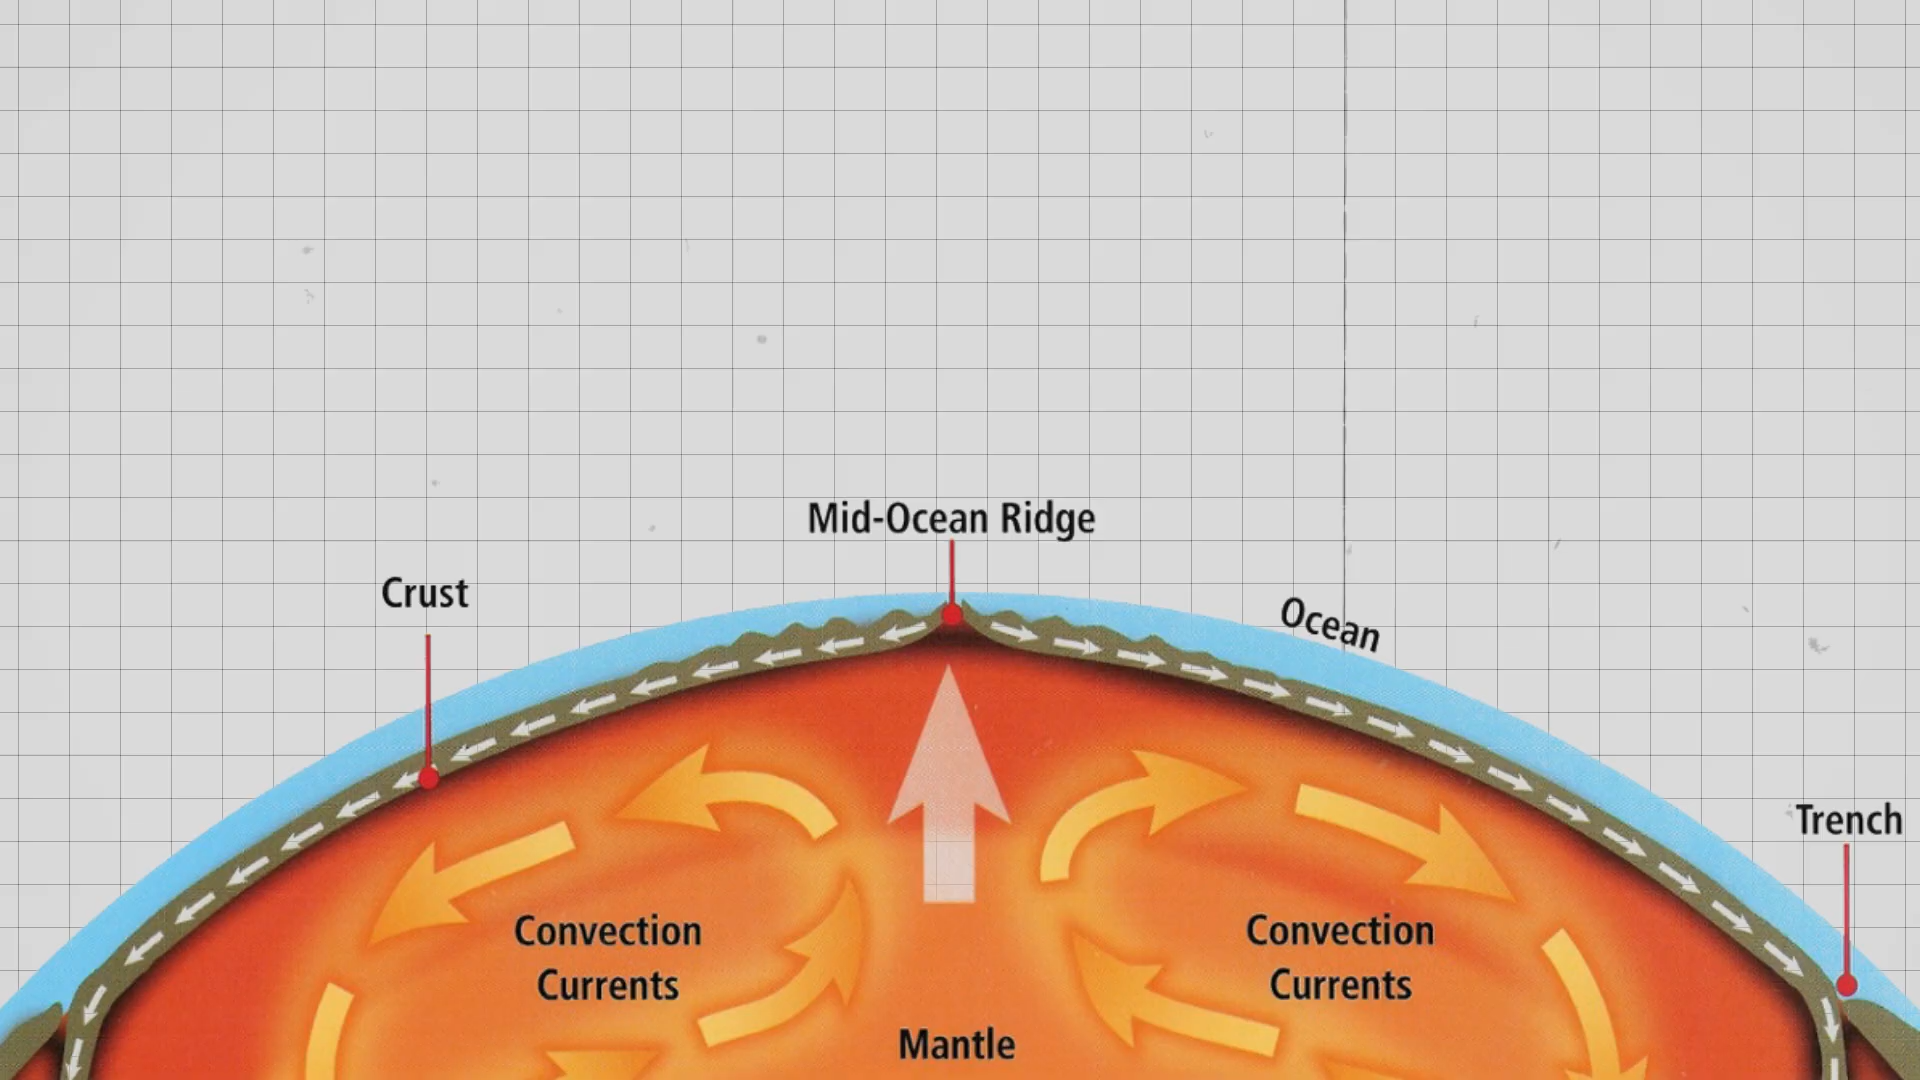 Mid-Ocean Ridge
Crust
Ocean
Trench
Convection
Currents
Convection
Currents
Mantle